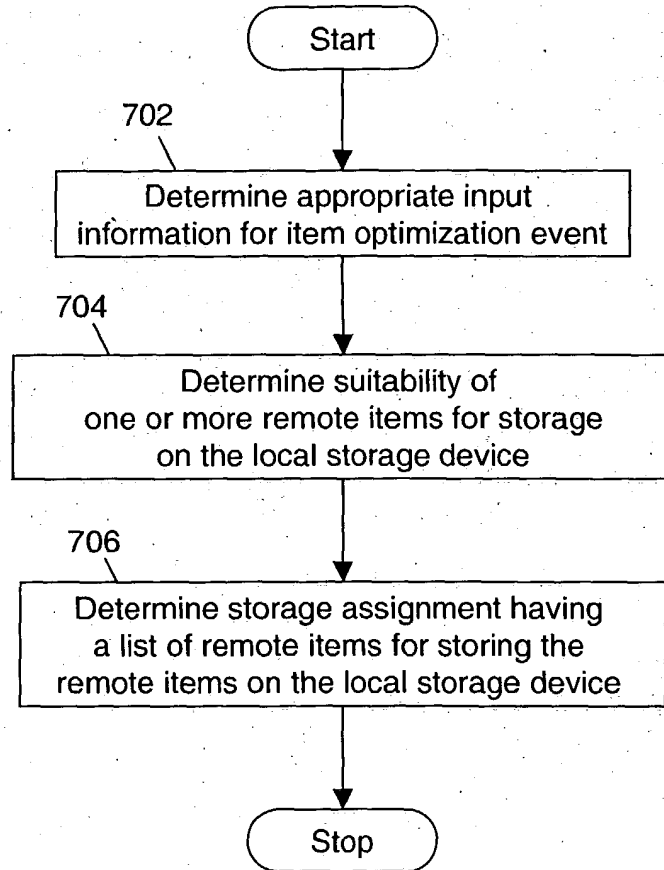 Start
702
Determine appropriate input
information for item optimization event
704
Determine suitability of
one or more remote items for storage
on the local storage device
706
Determine storage assignment having
a list of remote items for storing the
remote items on the local storage device
Stop